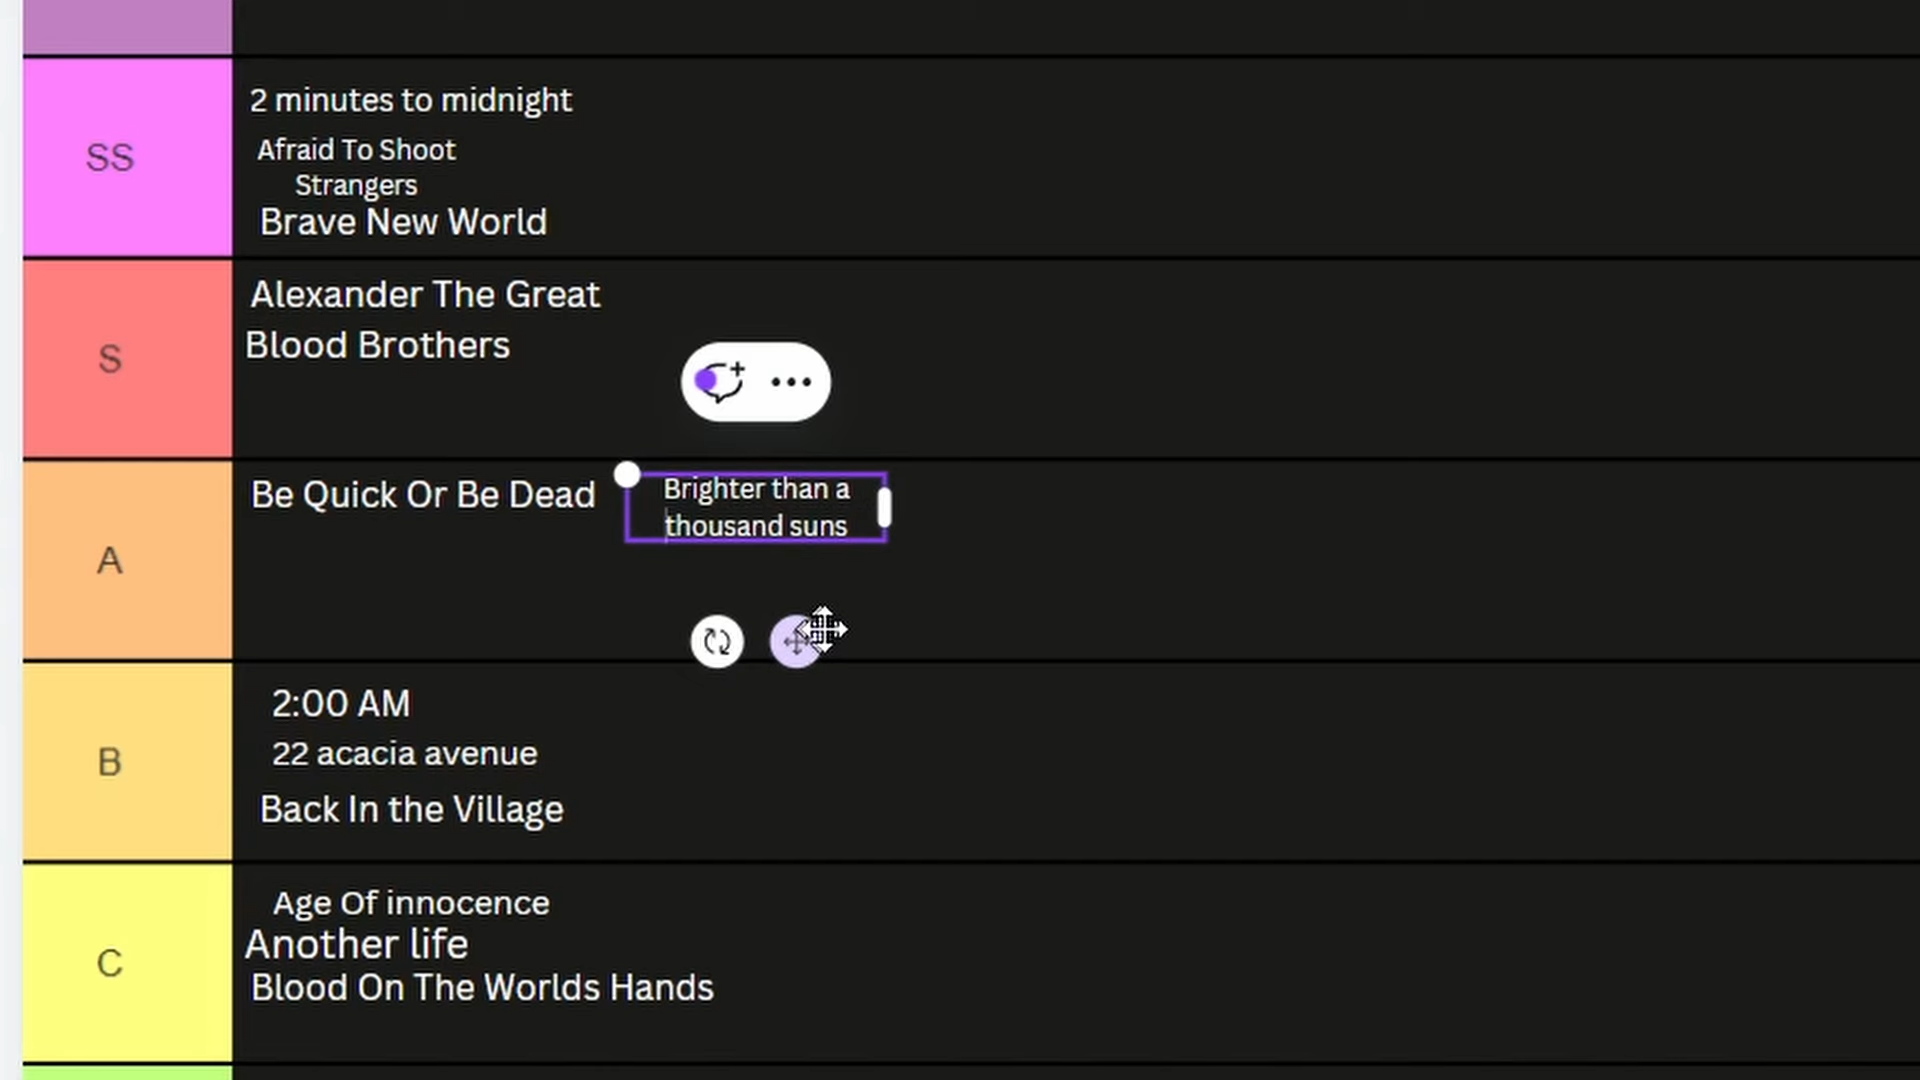 SS
2 minutes to midnight
Afraid To Shoot
Strangers
Brave New World
S
Alexander The Great
Blood Brothers
A
Be Quick Or Be Dead
Brighter than a
thousand suns
B
2:00 AM
22 acacia avenue
Back In the Village
C
Age Of innocence
Another life
Blood On The Worlds Hands